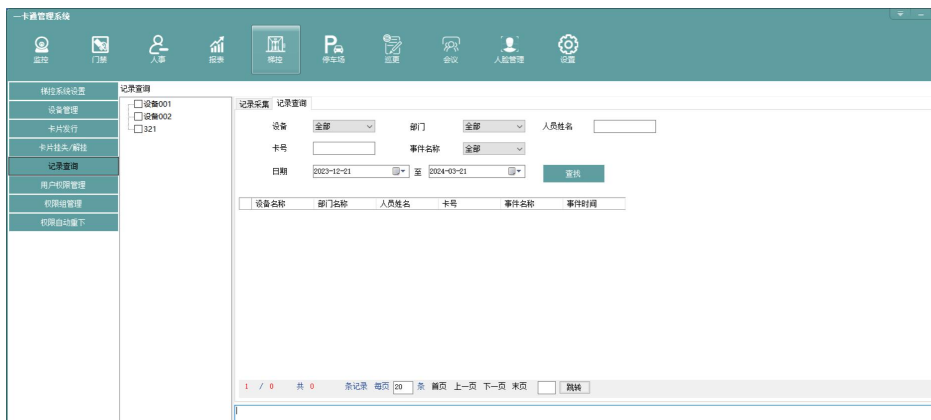 一卡通管理系统
监控 门禁 人事 报表 梯控 停车场 巡更 会议 人脸管理 设置
梯控系统设置
设备管理
卡片发行
卡片挂失/解挂
记录查询
用户权限管理
权限组管理
权限自动重下
记录查询
设备001
设备002
321
记录采集 记录查询
设备 全部 部门 全部 人员姓名
卡号 事件名称 全部
日期 2023-12-21 至 2024-03-21 查找
设备名称 部门名称 人员姓名 卡号 事件名称 事件时间
1 / 0 共 0 条记录 每页 20 条 首页 上一页 下一页 末页 跳转